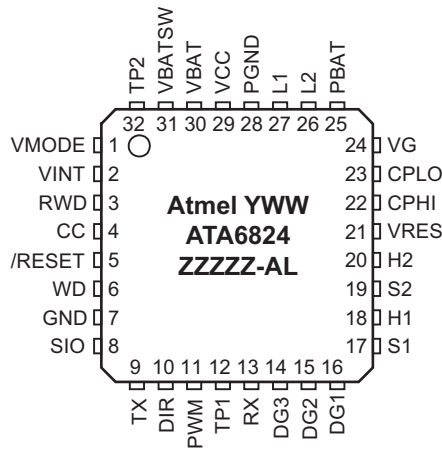 TP2
VBATSW
VBAT
VCC
PGND
L1
L2
PBAT
32 31 30 29 28 27 26 25
VMODE 1 24 VG
VINT 2 23 CPLO
RWD 3 22 CPHI
CC 4 21 VRES
/RESET 5 20 H2
WD 6 19 S2
GND 7 18 H1
SIO 8 17 S1
Atmel YWW
ATA6824
ZZZZZ-AL
9 10 11 12 13 14 15 16
TX
DIR
PWM
TP1
RX
DG3
DG2
DG1